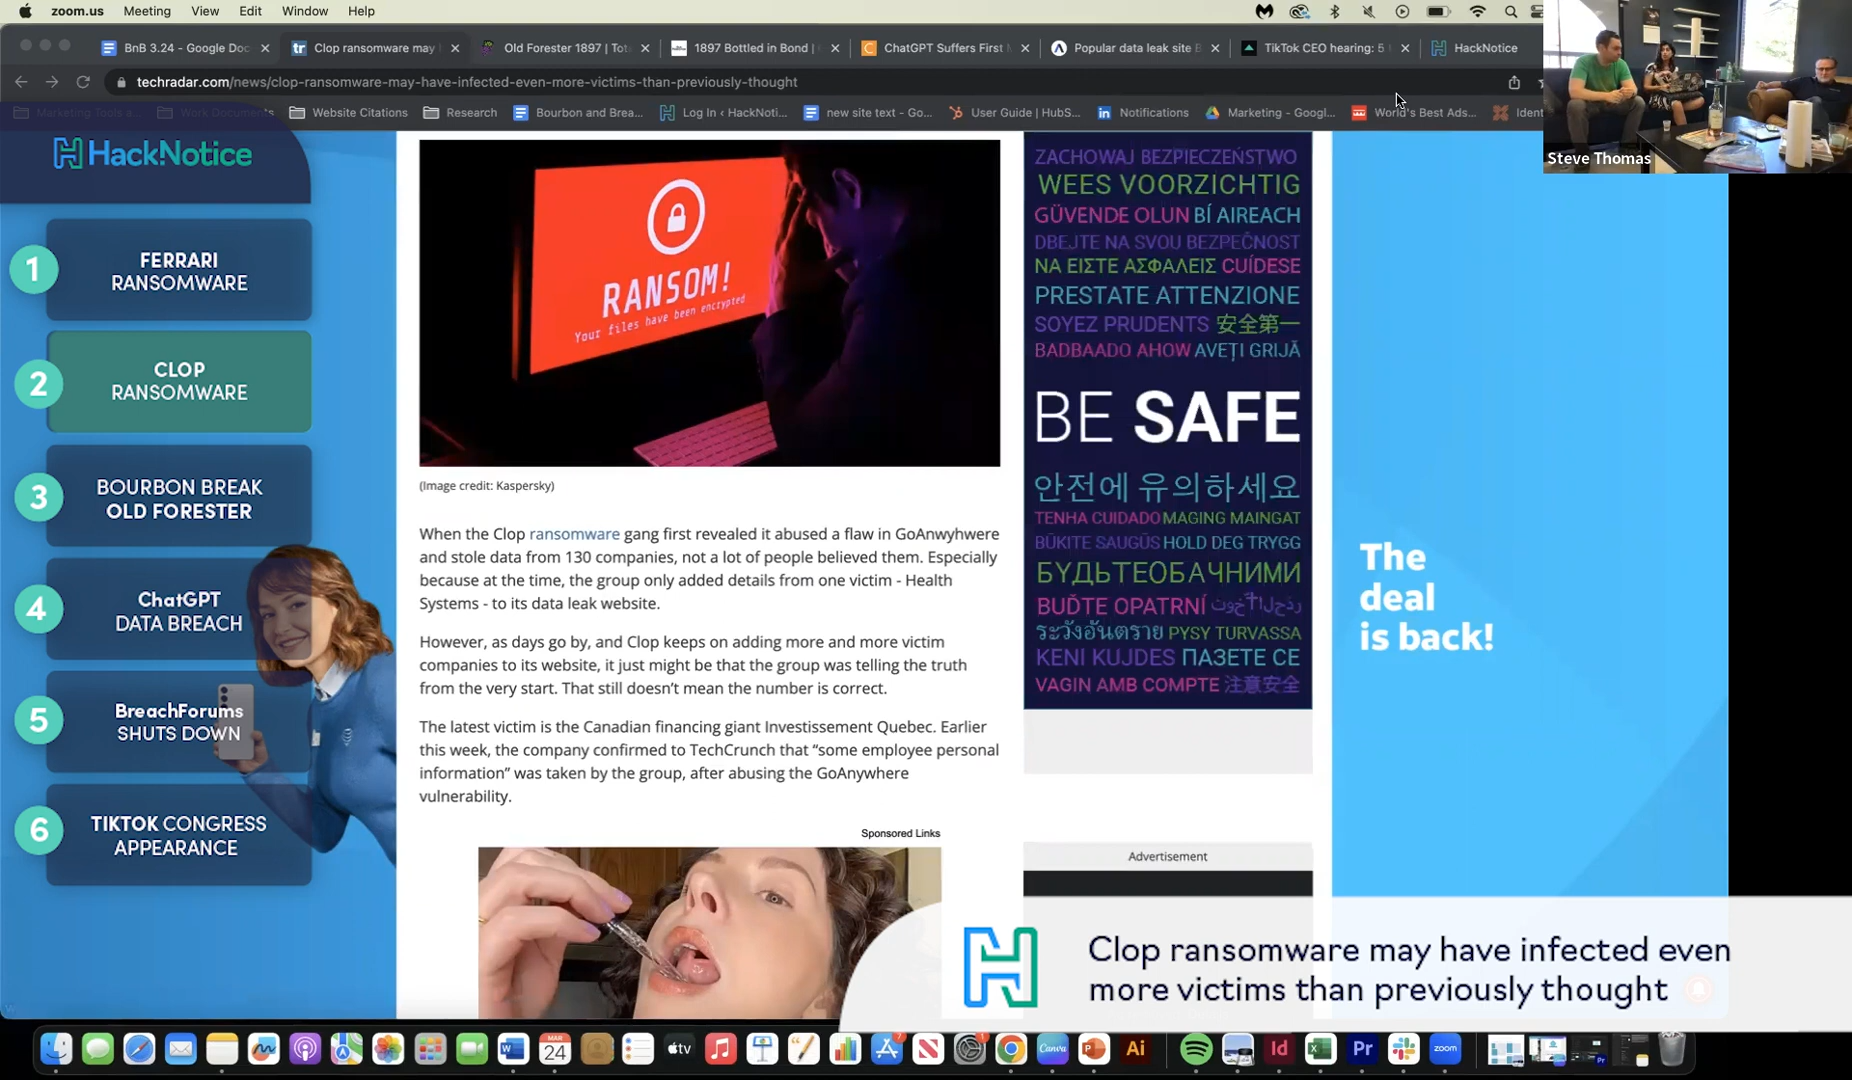 zoom.us Meeting View Edit Window Help
BnB 3.24 - Google Doc
Clop ransomware may
Old Forester 1897 | Tot
1897 Bottled in Bond |
ChatGPT Suffers First M
Popular data leak site B
TikTok CEO hearing: 5
HackNotice
techradar.com/news/clop-ransomware-may-have-infected-even-more-victims-than-previously-thought
Marketing Tools a...
Work Documents
Website Citations
Research
Bourbon and Brea...
Log In ‹ HackNoti...
new site text - Go...
User Guide | HubS...
Notifications
Marketing - Googl...
World's Best Ads...
Ident
Steve Thomas
HackNotice
1
FERRARI
RANSOMWARE
2
CLOP
RANSOMWARE
3
BOURBON BREAK
OLD FORESTER
4
ChatGPT
DATA BREACH
5
BreachForums
SHUTS DOWN
6
TIKTOK CONGRESS
APPEARANCE
RANSOM!
Your files have been encrypted
(Image credit: Kaspersky)
When the Clop ransomware gang first revealed it abused a flaw in GoAnwyhwere
and stole data from 130 companies, not a lot of people believed them. Especially
because at the time, the group only added details from one victim - Health
Systems - to its data leak website.
However, as days go by, and Clop keeps on adding more and more victim
companies to its website, it just might be that the group was telling the truth
from the very start. That still doesn't mean the number is correct.
The latest victim is the Canadian financing giant Investissement Quebec. Earlier
this week, the company confirmed to TechCrunch that “some employee personal
information” was taken by the group, after abusing the GoAnywhere
vulnerability.
Sponsored Links
ZACHOWAJ BEZPIECZEŃSTWO
WEES VOORZICHTIG
GÜVENDE OLUN BÍ AIREACH
DBEJTE NA SVOU BEZPEČNOST
ΝΑ ΕΙΣΤΕ ΑΣΦΑΛΕΙΣ CUÍDESE
PRESTATE ATTENZIONE
SOYEZ PRUDENTS 安全第一
BADBAADO AHOW AVEȚI GRIJĂ
BE SAFE
안전에 유의하세요
TENHA CUIDADO MAGING MAINGAT
BŪKITE SAUGŪS HOLD DEG TRYGG
БУДЬТЕ ОБАЧНИМИ
BUĎTE OPATRNÍ
ระวังอันตราย PYSY TURVASSA
KENI KUJDES ПАЗЕТЕ СЕ
VAGIN AMB COMPTE 注意安全
Advertisement
The
deal
is back!
Clop ransomware may have infected even
more victims than previously thought
MAR
24
tv
Canva
Ai
Id
Pr
zoom